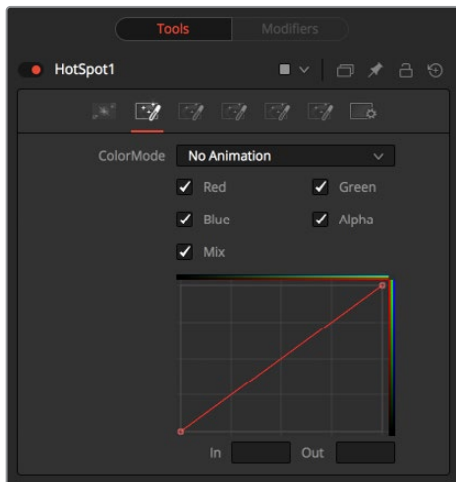 Tools Modifiers
HotSpot1
ColorMode No Animation
Red Green
Blue Alpha
Mix
In Out